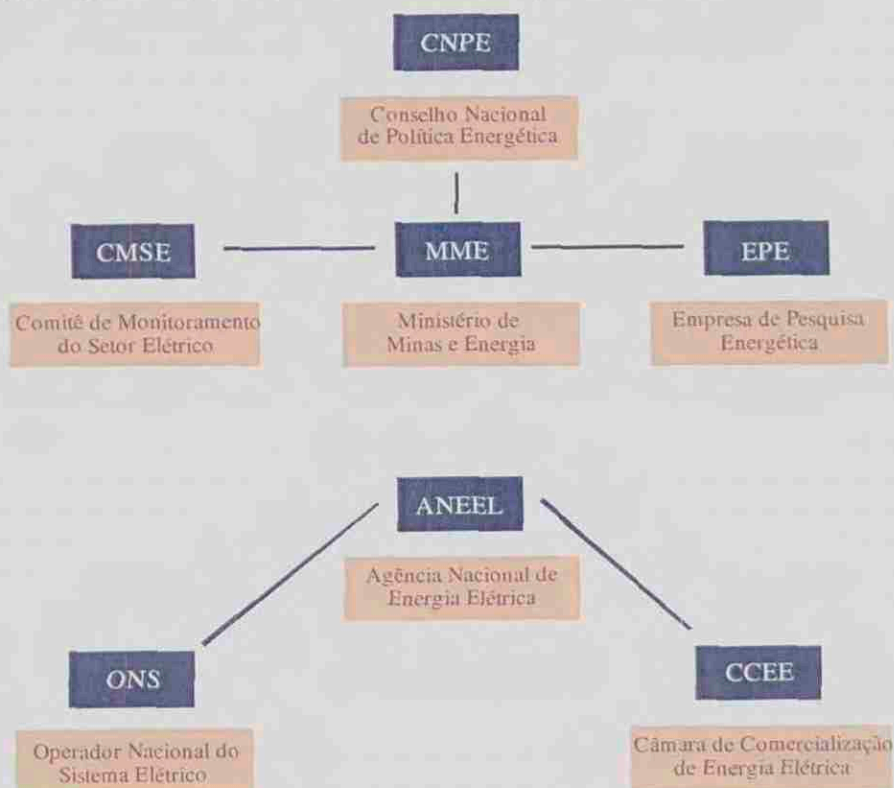 CNPE
Conselho Nacional
de Política Energética
CMSE
MME
EPE
Comitê de Monitoramento
do Setor Elétrico
Ministério de
Minas e Energia
Empresa de Pesquisa
Energética
ANEEL
Agência Nacional de
Energia Elétrica
ONS
CCEE
Operador Nacional do
Sistema Elétrico
Câmara de Comercialização
de Energia Elétrica